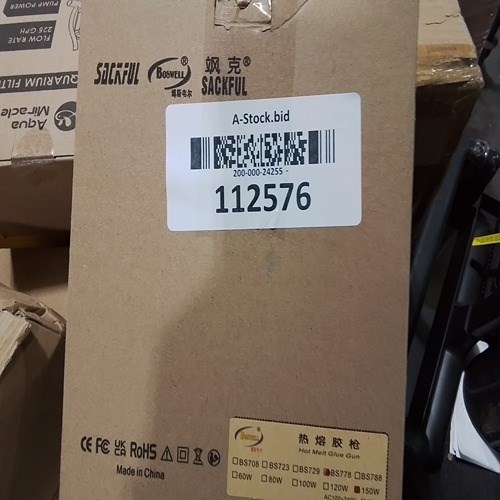 PUMP POWER
FLOW RATE
225 GPH
AQUARIUM FILT
Aqua
Miracle
SACKFUL
BOSWELL®
飒克®
SACKFUL
A-Stock.bid
200-000-24255 -
112576
CE FC UK CA RoHS
Made in China
BOSWELL
热熔胶枪
Hot Melt Glue Gun
BS708 BS723 BS729 BS778 BS788
60W 80W 100W 120W 150W